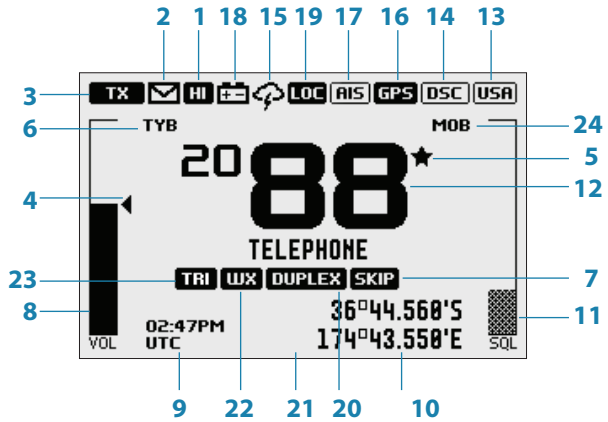 2 1 18 15 19 17 16 14 13
3 TX HI LOC AIS GPS DSC USA
6 TYB MOB 24
5
20 88
12
4
TELEPHONE
23 TRI WX DUPLEX SKIP 7
8 36°44.560'S 11
02:47PM 174°43.550'E
VOL UTC SQL
9 22 21 20 10